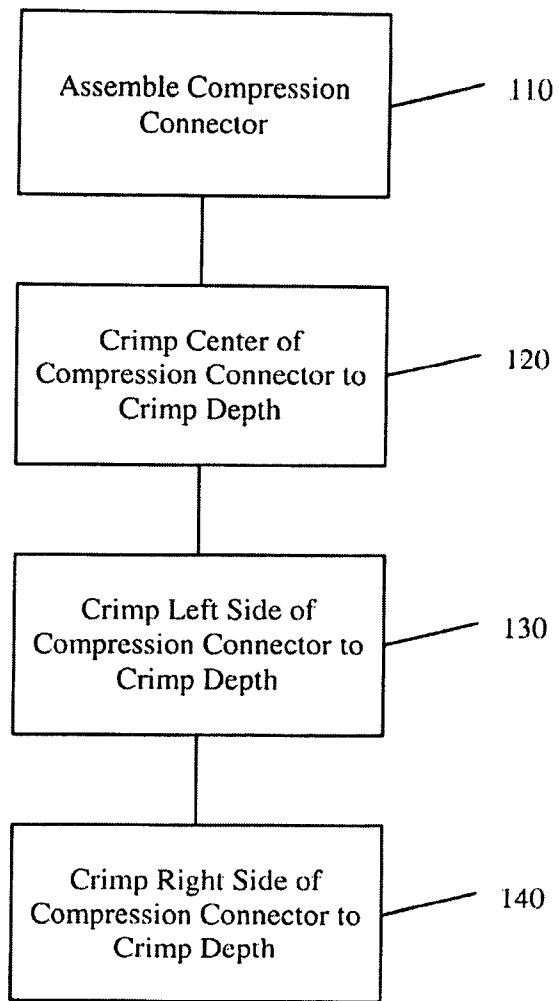 Assemble Compression
Connector
110
Crimp Center of
Compression Connector to
Crimp Depth
120
Crimp Left Side of
Compression Connector to
Crimp Depth
130
Crimp Right Side of
Compression Connector to
Crimp Depth
140